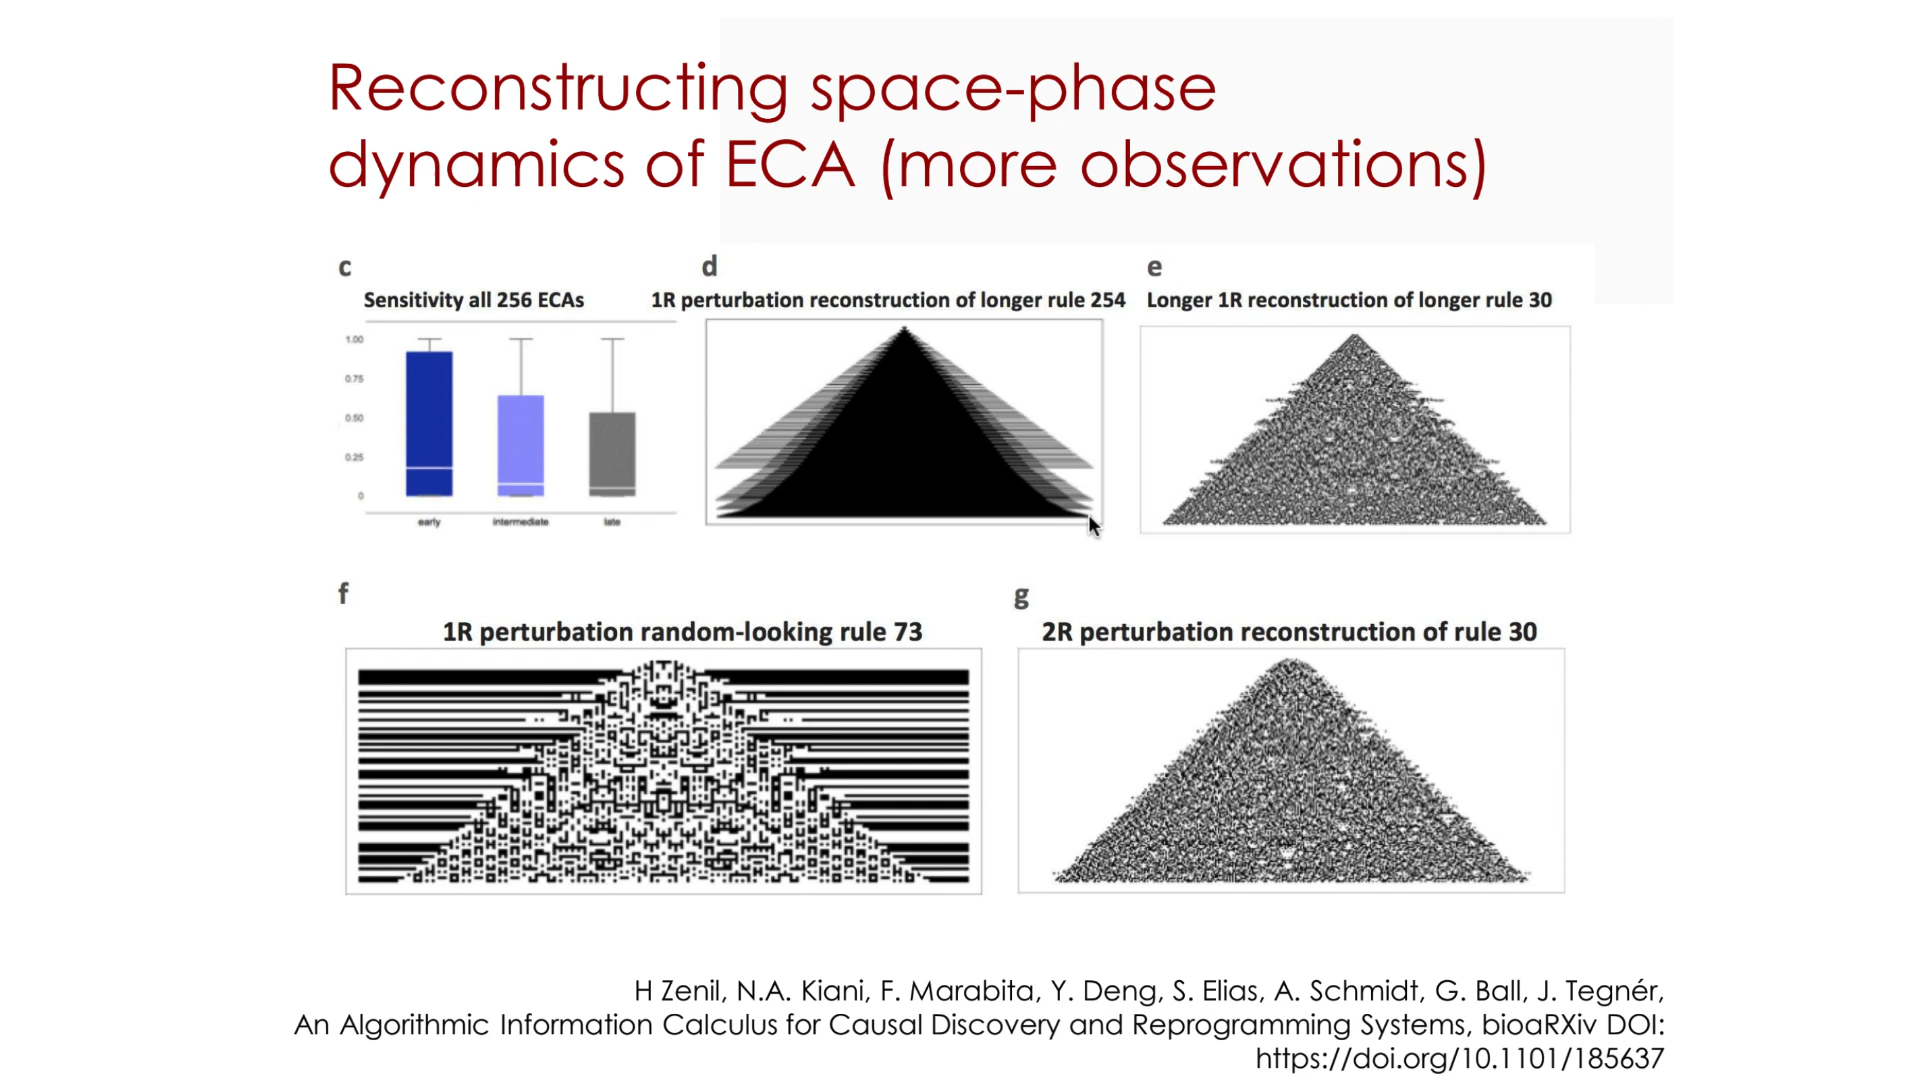 Reconstructing space-phase
dynamics of ECA (more observations)
c
Sensitivity all 256 ECAs
1.00
0.75
0.50
0.25
0
early intermediate late
d
1R perturbation reconstruction of longer rule 254
e
Longer 1R reconstruction of longer rule 30
f
1R perturbation random-looking rule 73
g
2R perturbation reconstruction of rule 30
H Zenil, N.A. Kiani, F. Marabita, Y. Deng, S. Elias, A. Schmidt, G. Ball, J. Tegnér,
An Algorithmic Information Calculus for Causal Discovery and Reprogramming Systems, bioaRXiv DOI:
https://doi.org/10.1101/185637